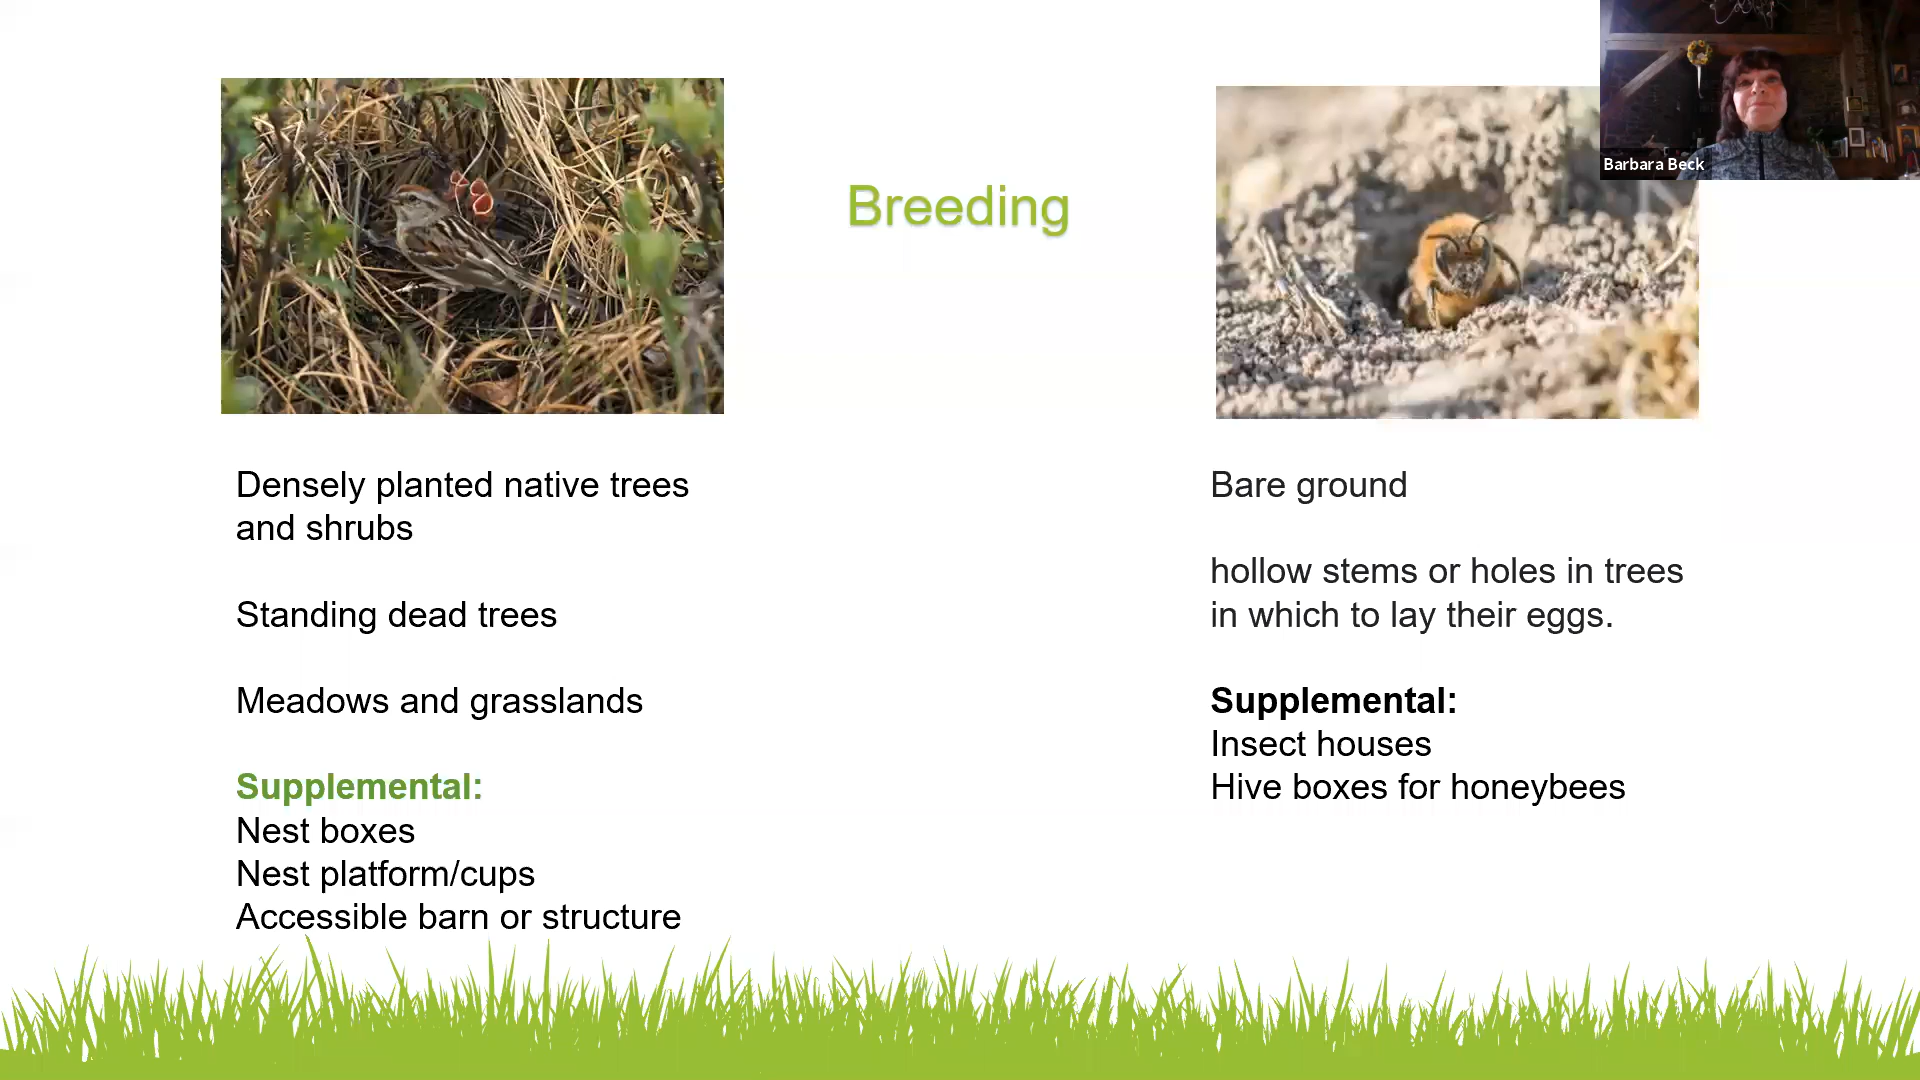 Barbara Beck
Breeding
Densely planted native trees
and shrubs
Standing dead trees
Meadows and grasslands
Supplemental:
Nest boxes
Nest platform/cups
Accessible barn or structure
Bare ground
hollow stems or holes in trees
in which to lay their eggs.
Supplemental:
Insect houses
Hive boxes for honeybees